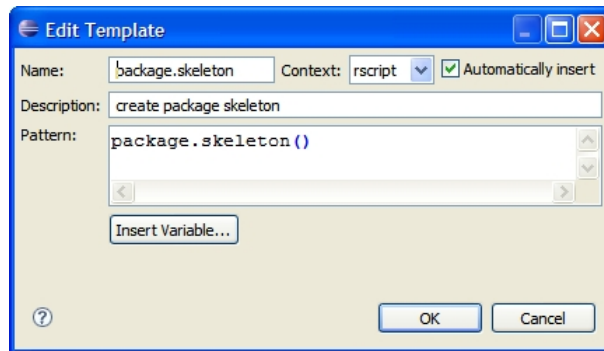 Edit Template
Name: package.skeleton Context: rscript Automatically insert
Description: create package skeleton
Pattern: package.skeleton()
Insert Variable...
? OK Cancel